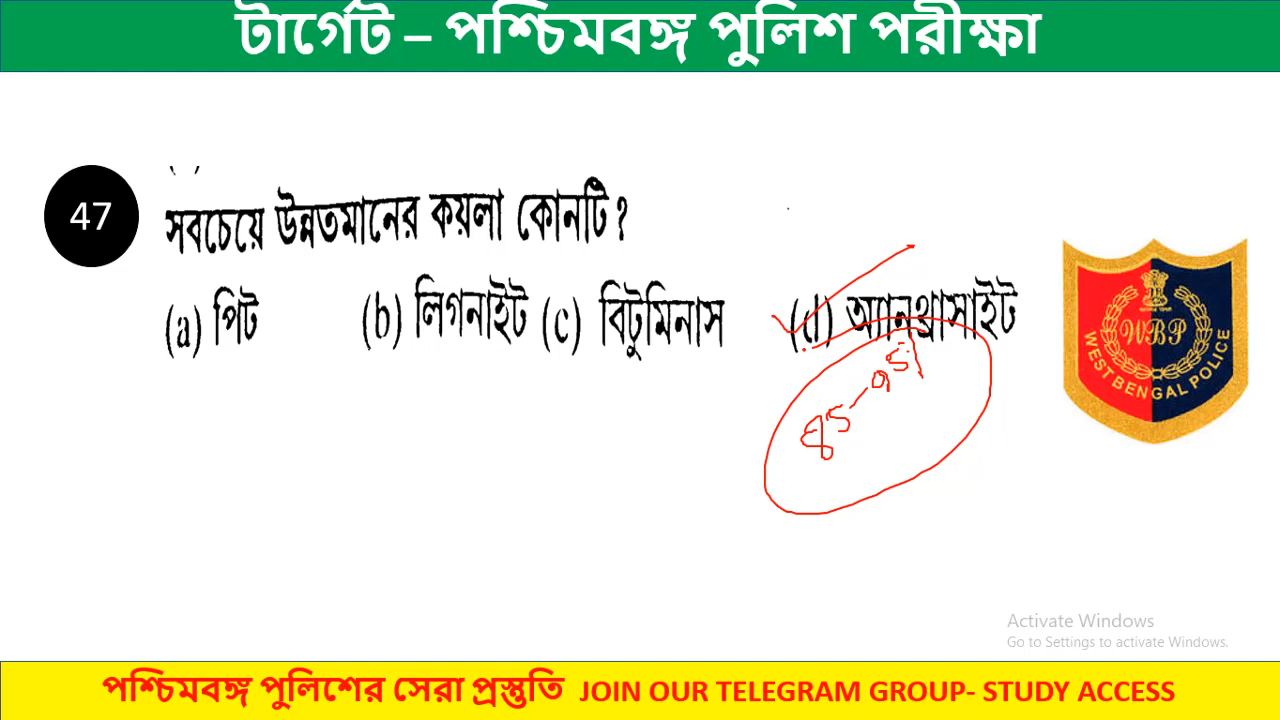 টার্গেট – পশ্চিমবঙ্গ পুলিশ পরীক্ষা
47
সবচেয়ে উন্নতমানের কয়লা কোনটি ?
(a) পিট (b) লিগনাইট (c) বিটুমিনাস (d) অ্যানথ্রাসাইট
WBP
WEST BENGAL POLICE
Activate Windows
Go to Settings to activate Windows.
পশ্চিমবঙ্গ পুলিশের সেরা প্রস্তুতি JOIN OUR TELEGRAM GROUP- STUDY ACCESS